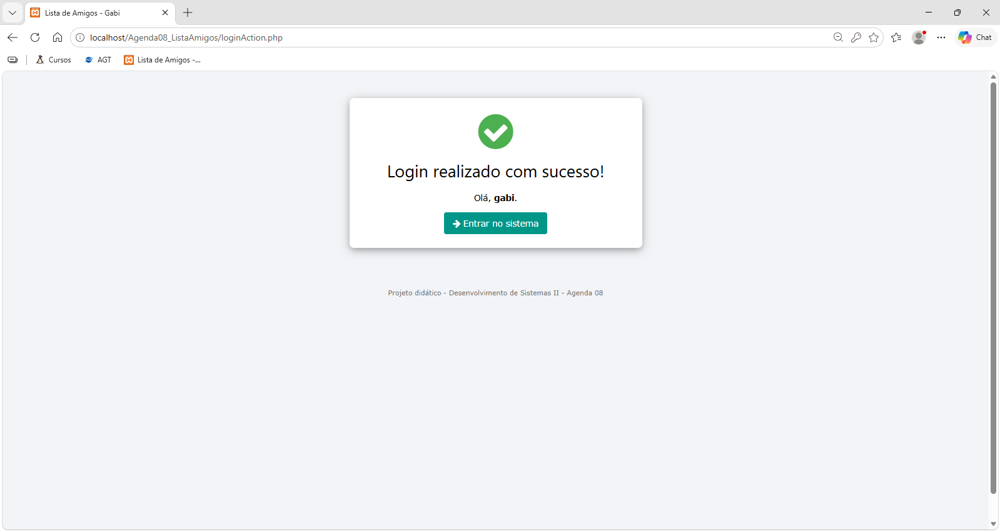 Lista de Amigos - Gabi
localhost/Agenda08_ListaAmigos/loginAction.php
Chat
Cursos
AGT
Lista de Amigos -...
Login realizado com sucesso!
Olá, gabi.
Entrar no sistema
Projeto didático - Desenvolvimento de Sistemas II - Agenda 08